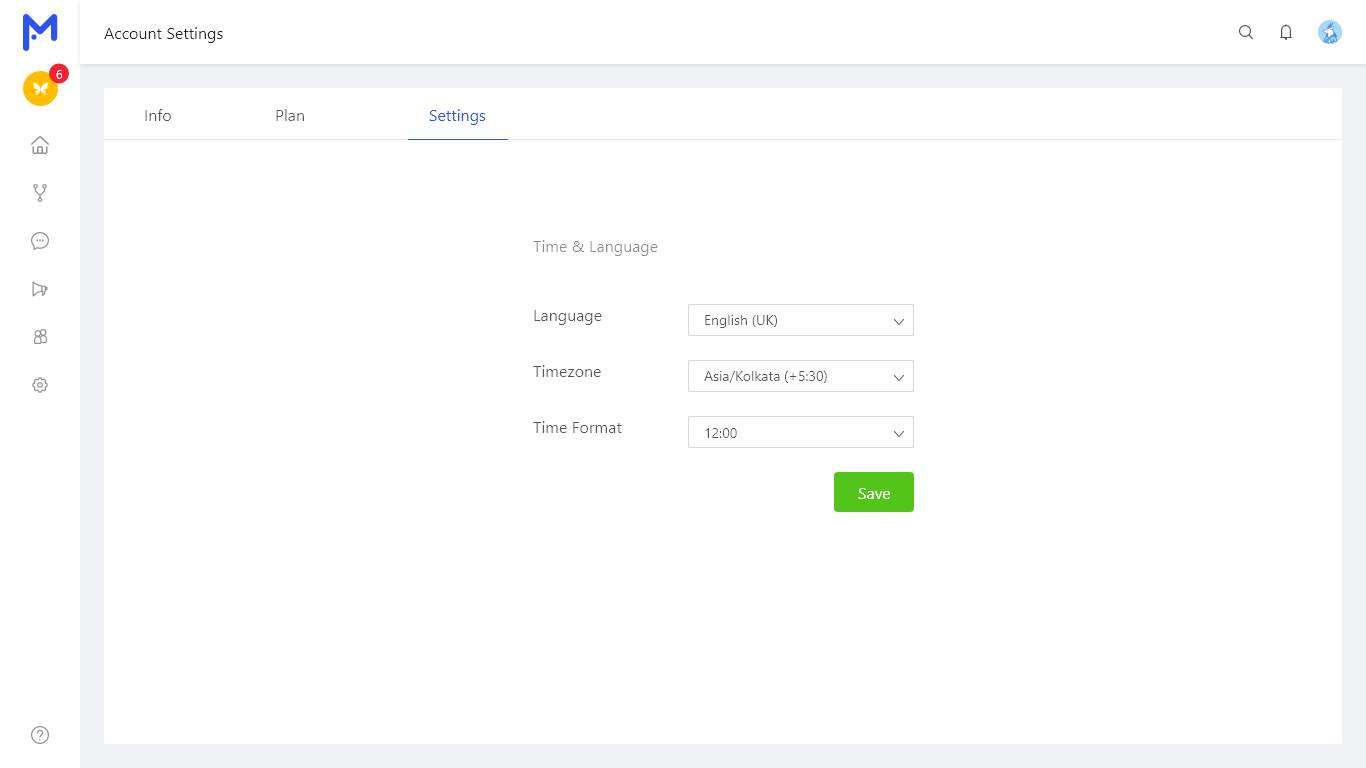 Account Settings
6
Info
Plan
Settings
Time & Language
Language
English (UK)
Timezone
Asia/Kolkata (+5:30)
Time Format
12:00
Save